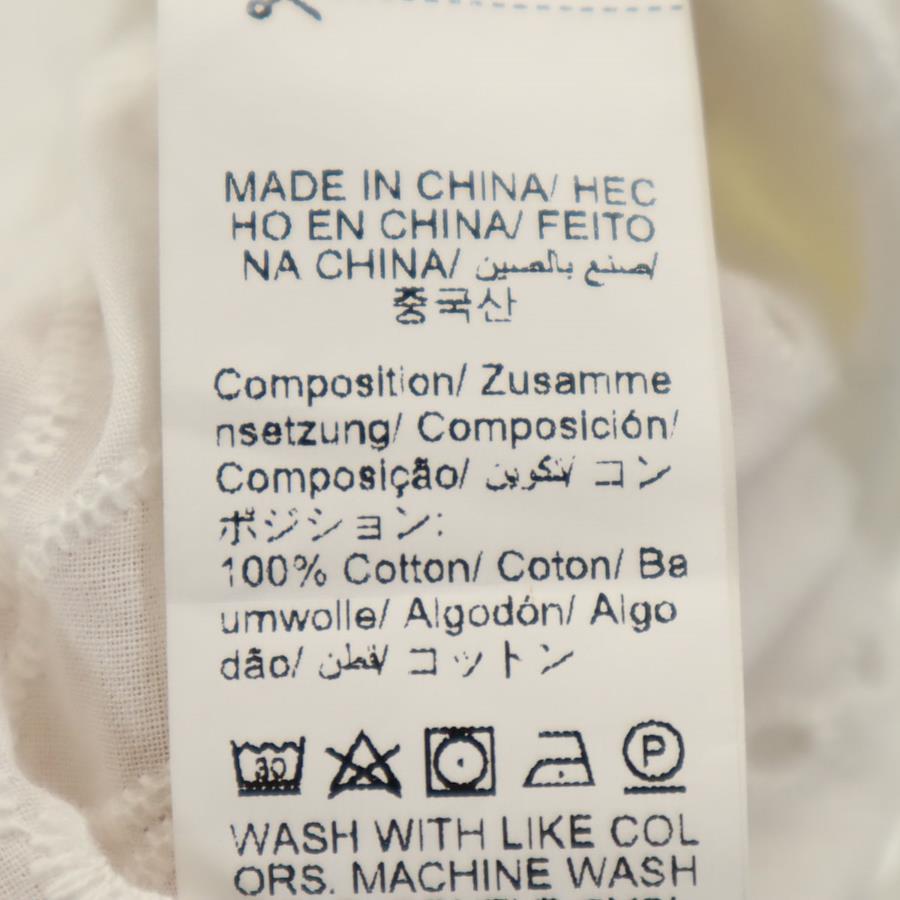 MADE IN CHINA/ HEC
HO EN CHINA/ FEITO
NA CHINA/ صنع بالصين/
중국산
Composition/ Zusamme
nsetzung/ Composición/
Composição/ تكوين/ コン
ポジション:
100% Cotton/ Coton/ Ba
umwolle/ Algodón/ Algo
dão/ قطن/ コットン
30 P
WASH WITH LIKE COL
ORS. MACHINE WASH